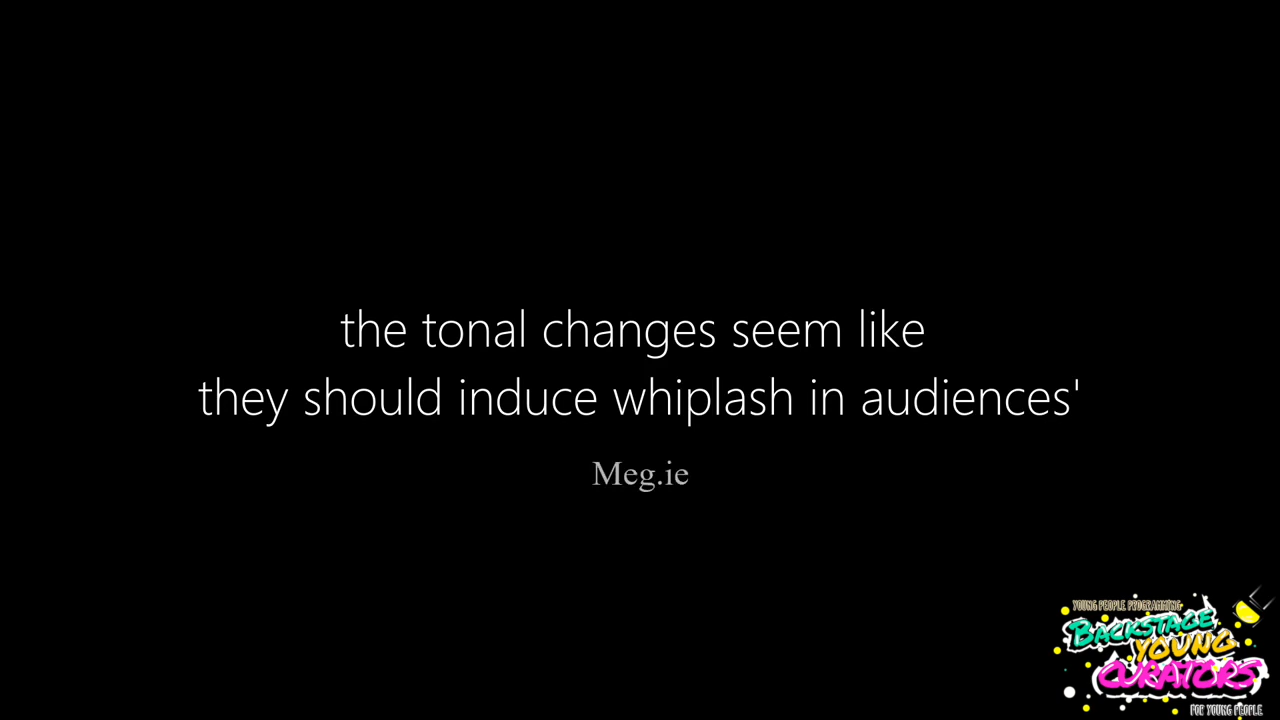 the tonal changes seem like
they should induce whiplash in audiences'
Meg.ie
YOUNG PEOPLE PROGRAMMING
BACKSTAGE
YOUNG
CURATORS
FOR YOUNG PEOPLE